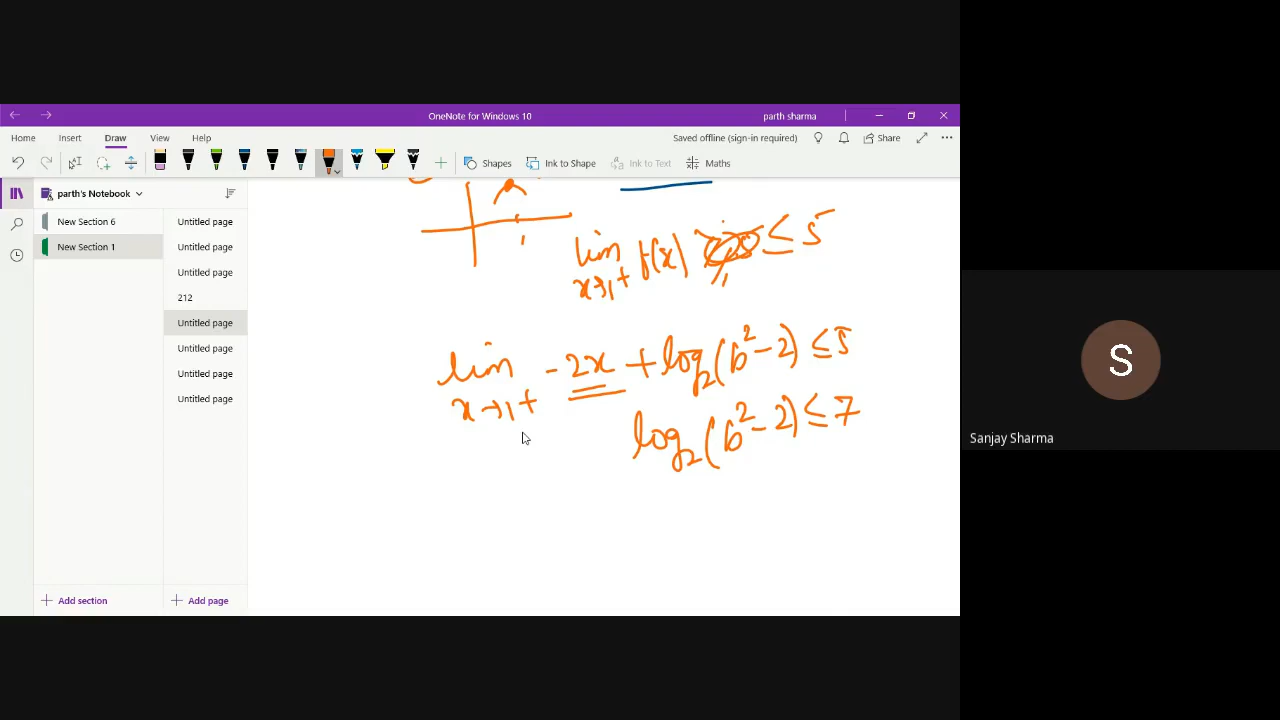 OneNote for Windows 10
parth sharma
Home Insert Draw View Help
Saved offline (sign-in required)
Share
Shapes
Ink to Shape
Ink to Text
Maths
parth's Notebook
New Section 6
New Section 1
Untitled page
Untitled page
Untitled page
212
Untitled page
Untitled page
Untitled page
Untitled page
Add section
Add page
1
lim x→1+ f(x) ≤ 5
lim x→1+ -2x + log₂(b²-2) ≤ 5
log₂(b²-2) ≤ 7
S
Sanjay Sharma